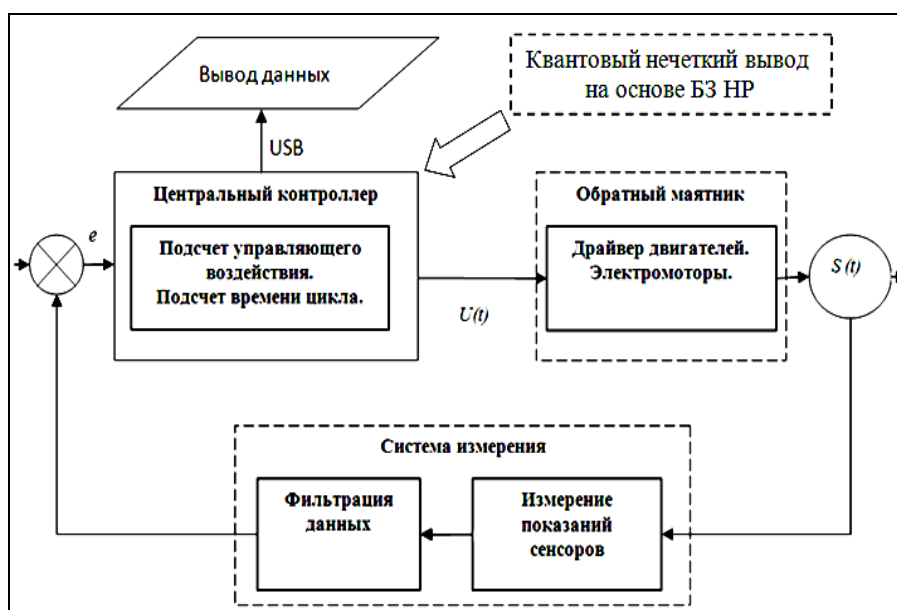 Вывод данных
Квантовый нечеткий вывод
на основе БЗ НР
USB
Центральный контроллер
Обратный маятник
e
Подсчет управляющего
воздействия.
Подсчет времени цикла.
Драйвер двигателей.
Электромоторы.
S (t)
U(t)
Система измерения
Фильтрация
данных
Измерение
показаний
сенсоров